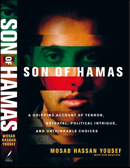 SON OF HAMAS
MOSAB HASSAN YOUSEF
SON OF HAMAS
A GRIPPING ACCOUNT OF TERROR,
BETRAYAL, POLITICAL INTRIGUE,
AND UNTHINKABLE CHOICES
MOSAB HASSAN YOUSEF